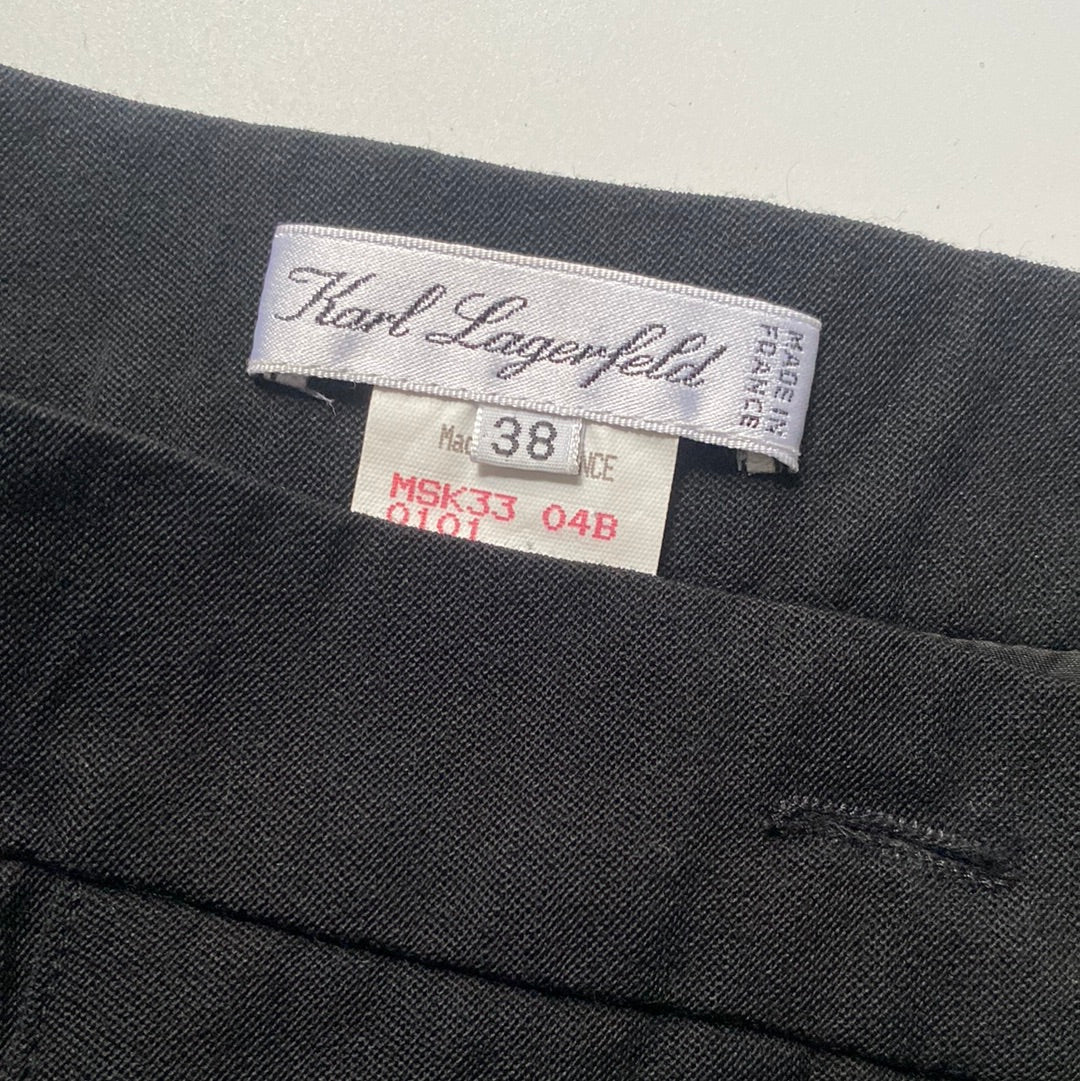 Karl Lagerfeld
MADE IN
FRANCE
38
MSK33 04B
0101